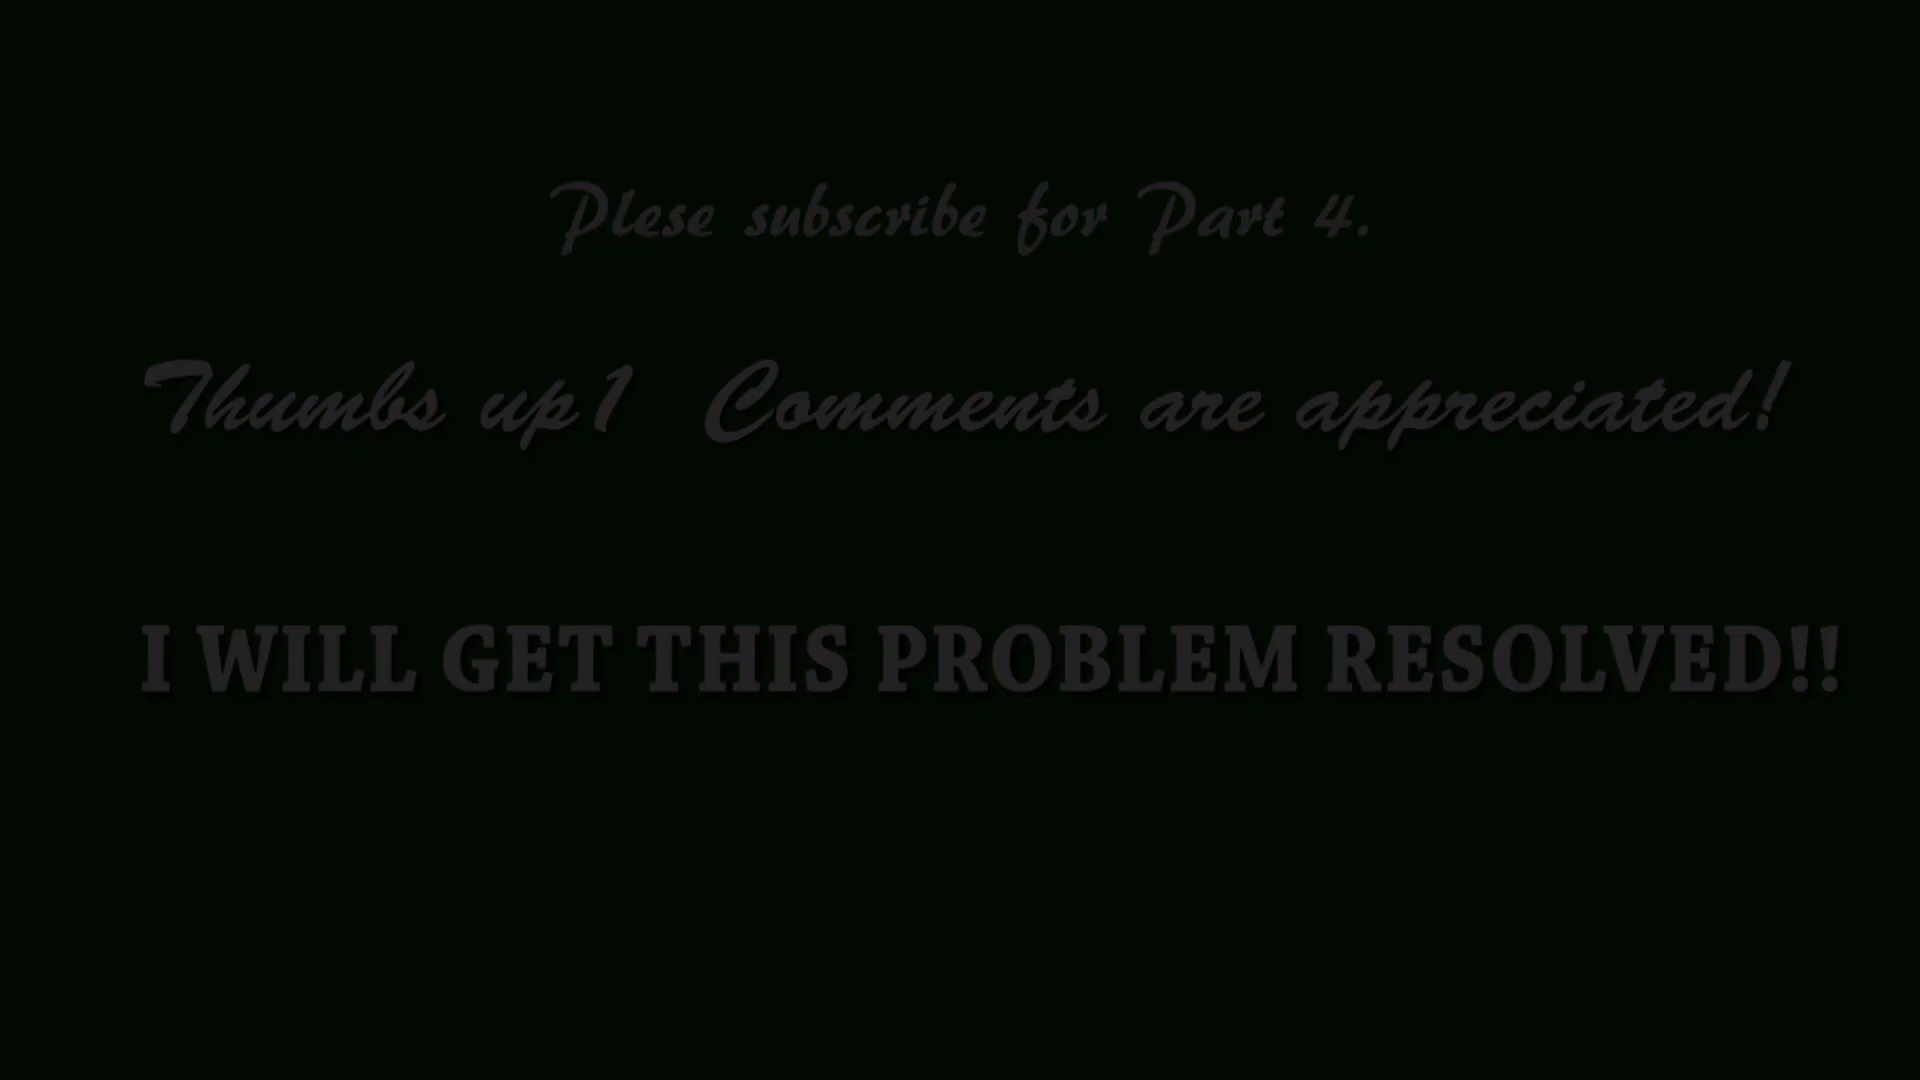 Plese subscribe for Part 4.
Thumbs up1 Comments are appreciated!
I WILL GET THIS PROBLEM RESOLVED!!